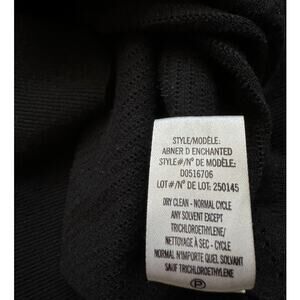 STYLE/MODÈLE:
ABNER D ENCHANTED
STYLE#/Nº DE MODÈLE:
D0516706
LOT#/Nº DE LOT: 250145
DRY CLEAN - NORMAL CYCLE
ANY SOLVENT EXCEPT
TRICHLOROETHYLENE/
NETTOYAGE À SEC - CYCLE
NORMAL N'IMPORTE QUEL SOLVANT
SAUF TRICHLOROETHYLENE
P